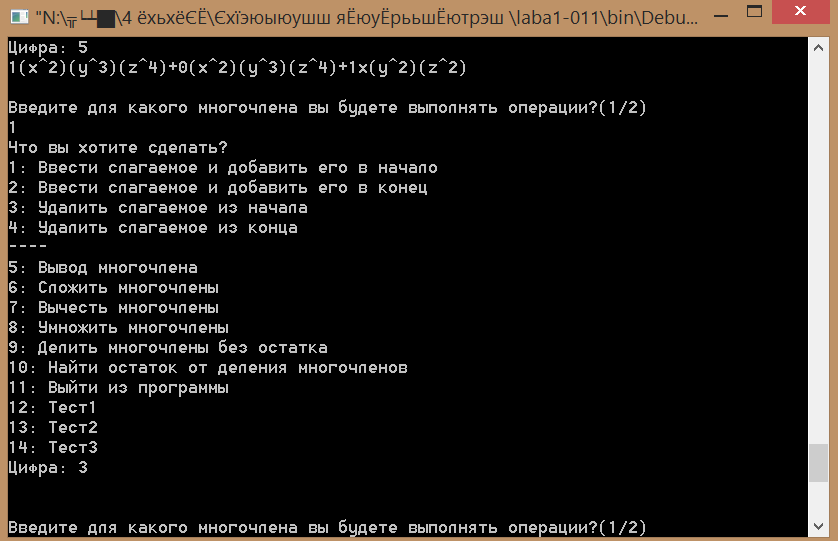 "N:\╦└┴█\4 ёхьхёЄЁ\Єхїэюыюушш яЁюуЁрььшЁютрэш \laba1-011\bin\Debu...
Цифра: 5
1(x^2)(y^3)(z^4)+0(x^2)(y^3)(z^4)+1x(y^2)(z^2)
Введите для какого многочлена вы будете выполнять операции?(1/2)
1
Что вы хотите сделать?
1: Ввести слагаемое и добавить его в начало
2: Ввести слагаемое и добавить его в конец
3: Удалить слагаемое из начала
4: Удалить слагаемое из конца
----
5: Вывод многочлена
6: Сложить многочлены
7: Вычесть многочлены
8: Умножить многочлены
9: Делить многочлены без остатка
10: Найти остаток от деления многочленов
11: Выйти из программы
12: Тест1
13: Тест2
14: Тест3
Цифра: 3
Введите для какого многочлена вы будете выполнять операции?(1/2)